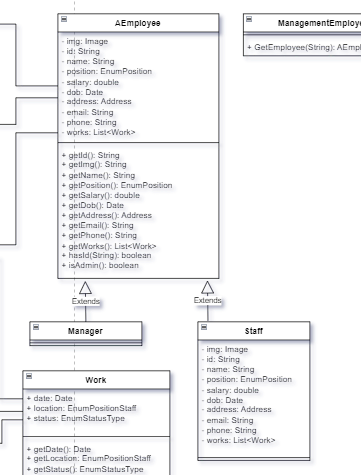 AEmployee
- img: Image
- id: String
- name: String
- position: EnumPosition
- salary: double
- dob: Date
- address: Address
- email: String
- phone: String
- works: List<Work>
+ getId(): String
+ getImg(): String
+ getName(): String
+ getPosition(): EnumPosition
+ getSalary(): double
+ getDob(): Date
+ getAddress(): Address
+ getEmail(): String
+ getPhone(): String
+ getWorks(): List<Work>
+ hasId(String): boolean
+ isAdmin(): boolean
ManagementEmploye
+ GetEmployee(String): AEmpl
Extends
Extends
Manager
Staff
- img: Image
- id: String
- name: String
- position: EnumPosition
- salary: double
- dob: Date
- address: Address
- email: String
- phone: String
- works: List<Work>
Work
+ date: Date
+ location: EnumPositionStaff
+ status: EnumStatusType
+ getDate(): Date
+ getLocation: EnumPositionStaff
+ getStatus(): EnumStatusType